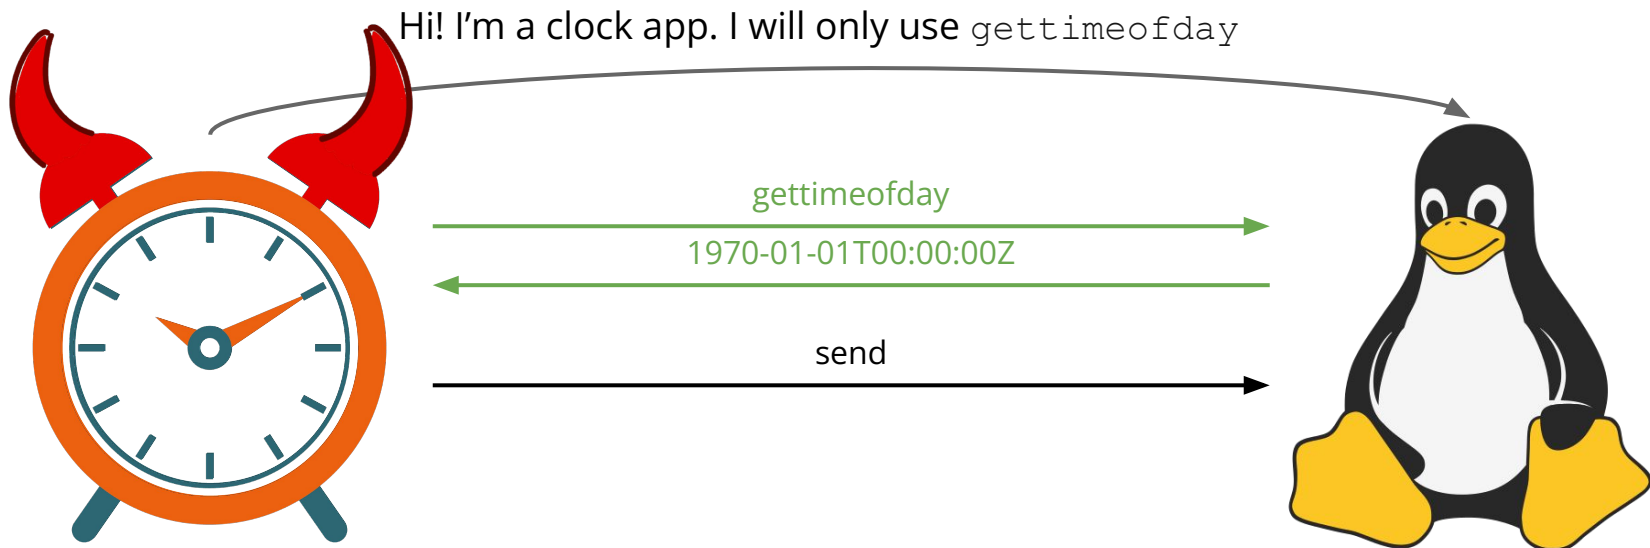 Hi! I’m a clock app. I will only use gettimeofday
gettimeofday
1970-01-01T00:00:00Z
send